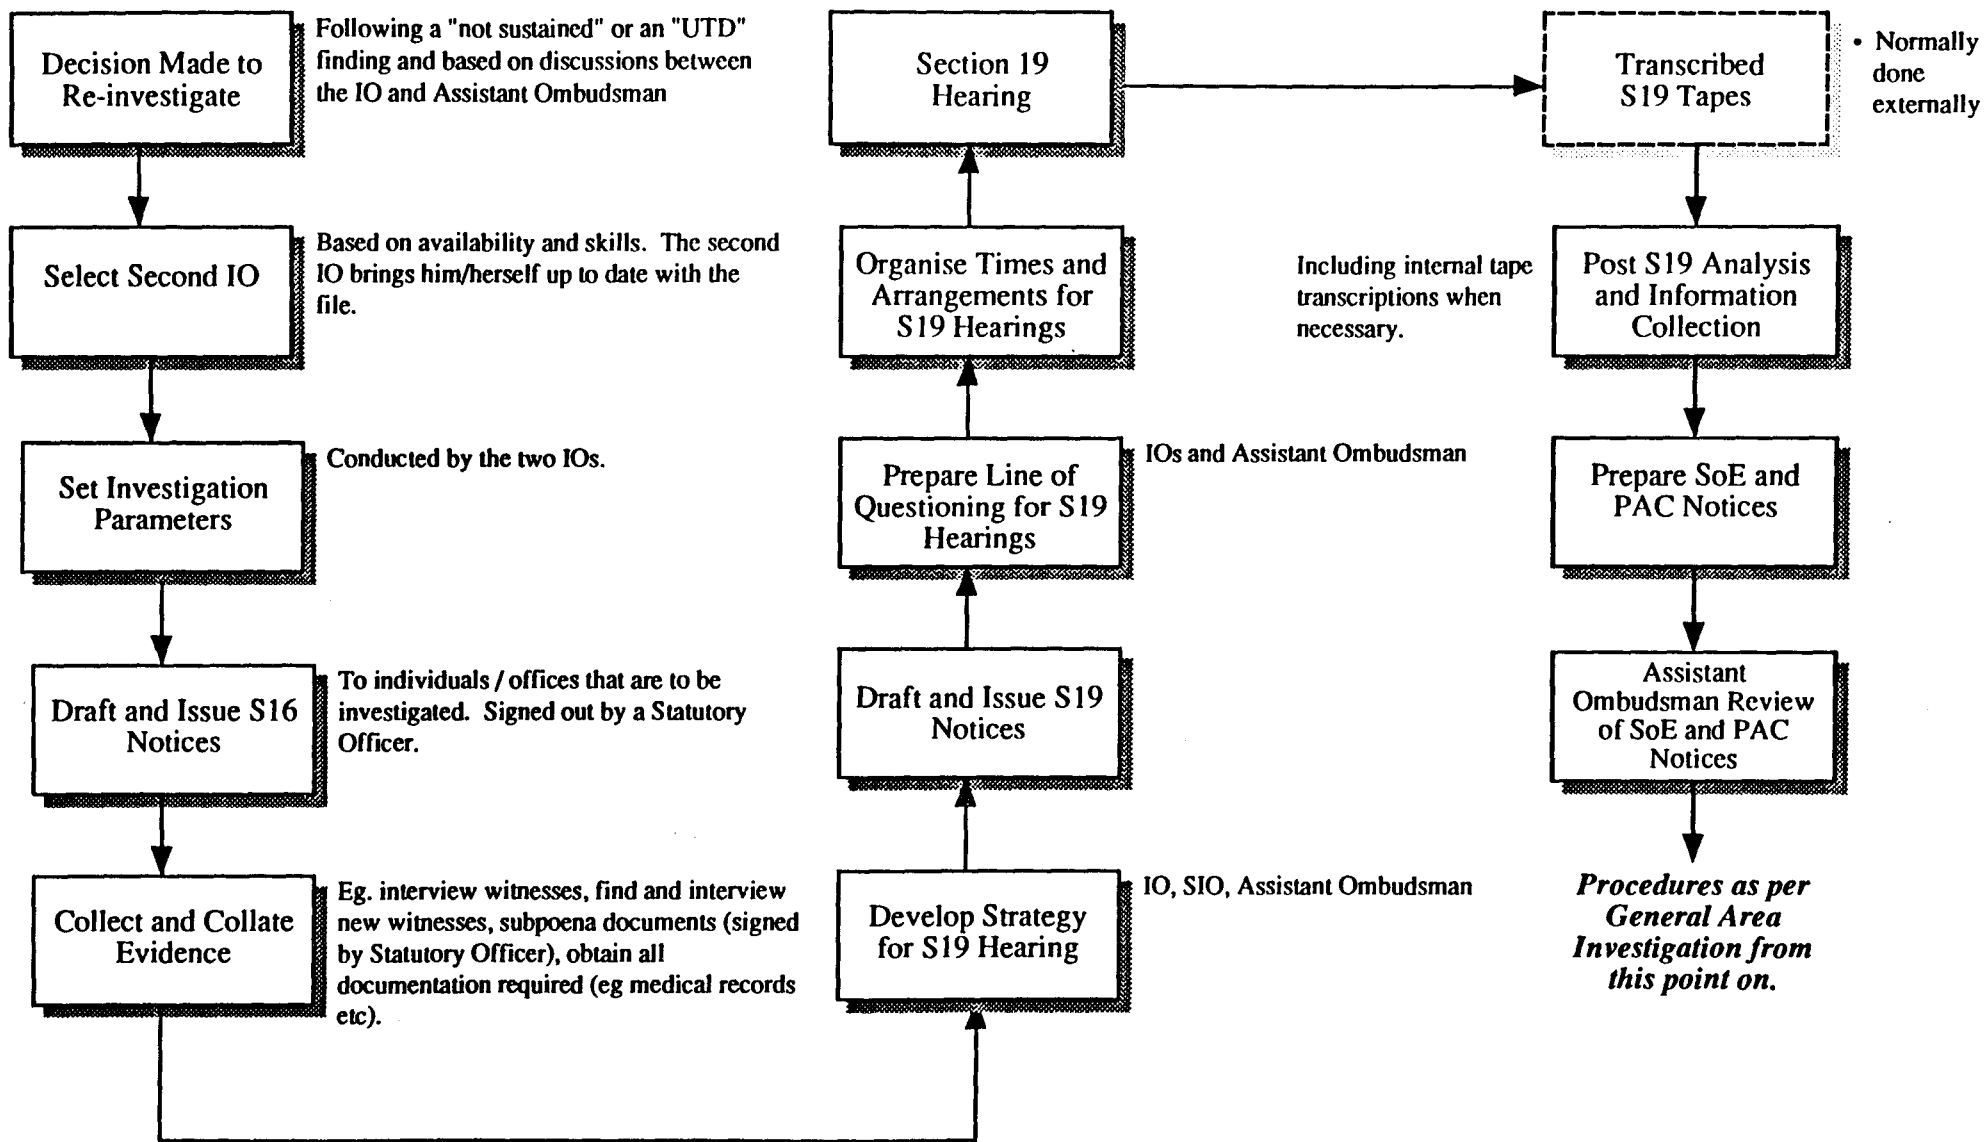 Decision Made to
Re-investigate
Following a "not sustained" or an "UTD"
finding and based on discussions between
the IO and Assistant Ombudsman
Select Second IO
Based on availability and skills. The second
IO brings him/herself up to date with the
file.
Set Investigation
Parameters
Conducted by the two IOs.
Draft and Issue S16
Notices
To individuals / offices that are to be
investigated. Signed out by a Statutory
Officer.
Collect and Collate
Evidence
Eg. interview witnesses, find and interview
new witnesses, subpoena documents (signed
by Statutory Officer), obtain all
documentation required (eg medical records
etc).
Develop Strategy
for S19 Hearing
IO, SIO, Assistant Ombudsman
Draft and Issue S19
Notices
Prepare Line of
Questioning for S19
Hearings
IOs and Assistant Ombudsman
Organise Times and
Arrangements for
S19 Hearings
Section 19
Hearing
Transcribed
S19 Tapes
• Normally
done
externally
Post S19 Analysis
and Information
Collection
Including internal tape
transcriptions when
necessary.
Prepare SoE and
PAC Notices
Assistant
Ombudsman Review
of SoE and PAC
Notices
Procedures as per
General Area
Investigation from
this point on.